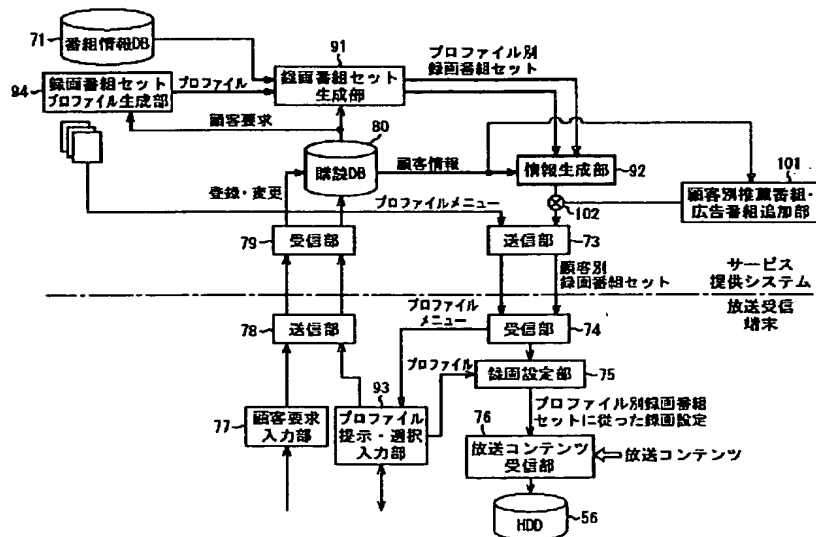 71
番組情報DB
91
録画番組セット
生成部
プロファイル別
録画番組セット
94
録画番組セット
プロファイル生成部
プロファイル
顧客要求
80
購読DB
顧客情報
情報生成部
92
101
顧客別推薦番組・
広告番組追加部
102
登録・変更
プロファイルメニュー
79
受信部
送信部
73
顧客別
録画番組セット
サービス
提供システム
放送受信
端末
78
送信部
プロファイル
メニュー
受信部
74
プロファイル
録画設定部
75
77
顧客要求
入力部
93
プロファイル
提示・選択
入力部
プロファイル別録画番組
セットに従った録画設定
76
放送コンテンツ
受信部
放送コンテンツ
HDD
56